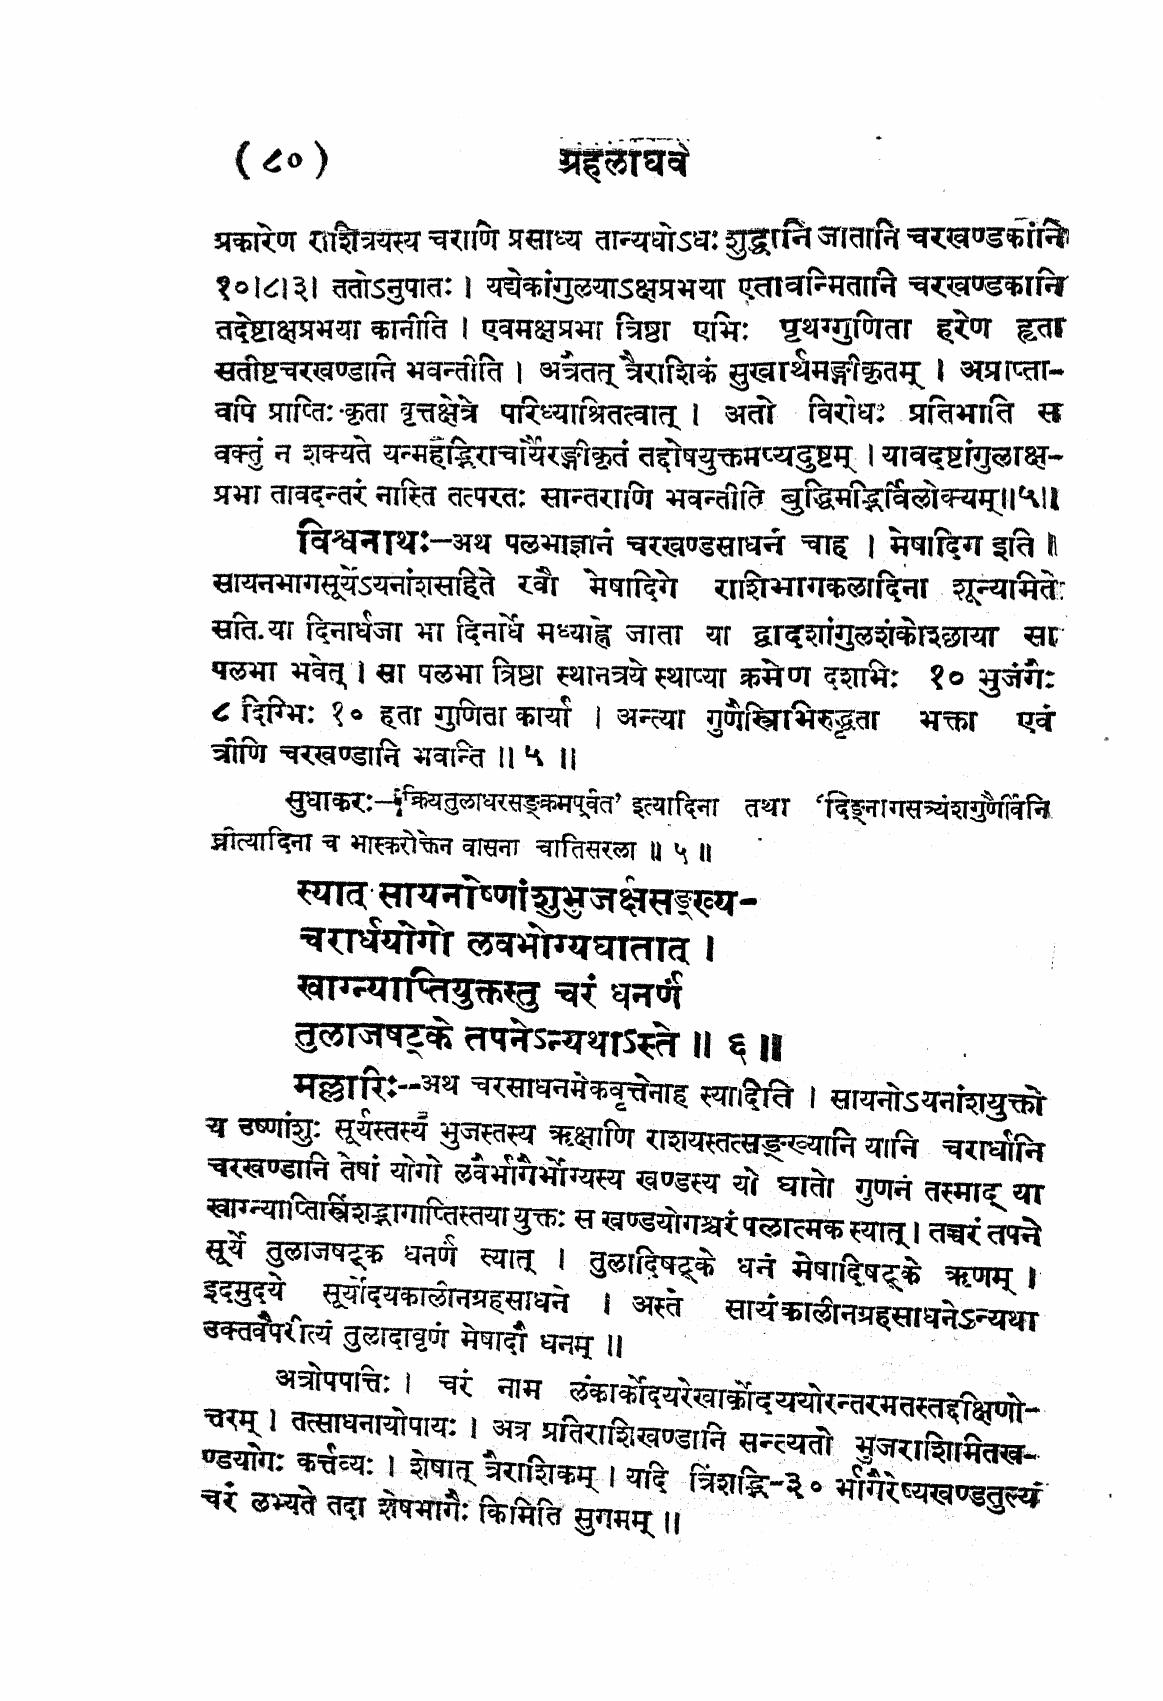 ( ८० ) ग्रहलाघवे
प्रकारेण राशित्रयस्य चराणि प्रसाध्य तान्यधोऽधः शुद्धानि जातानि चरखण्डकानि
१०।८।३। ततोऽनुपातः । यद्येकांगुलयाऽक्षप्रभया एतावन्मितानि चरखण्डकानि
तदेष्टाक्षप्रभया कानीति । एवमक्षप्रभा त्रिष्ठा एभिः पृथग्गुणिता हरेण हृता
सतीष्टचरखण्डानि भवन्तीति । अत्रैतत् त्रैराशिकं सुखार्थमङ्गीकृतम् । अप्राप्ता-
वपि प्राप्तिः कृता वृत्तक्षेत्रे परिध्याश्रितत्वात् । अतो विरोधः प्रतिभाति स
वक्तुं न शक्यते यन्महद्भिराचार्यैरङ्गीकृतं तद्दोषयुक्तमप्यदुष्टम् । यावदष्टांगुलाक्ष-
प्रभा तावदन्तरं नास्ति तत्परतः सान्तराणि भवन्तीति बुद्धिमद्भिर्विलोक्यम्॥५॥
विश्वनाथः–अथ पलभाज्ञानं चरखण्डसाधनं चाह । मेषादिग इति ॥
सायनभागसूर्येऽयनांशसहिते रवौ मेषादिगे राशिभागकलादिना शून्यमिते
सति या दिनार्धजा भा दिनार्धे मध्याह्ने जाता या द्वादशांगुलशंकोश्छाया सा
पलभा भवेत् । सा पलभा त्रिष्ठा स्थानत्रये स्थाप्या क्रमेण दशभिः १० भुजंगैः
८ दिग्भिः १० हता गुणिता कार्या । अन्त्या गुणैस्त्रिभिरुद्धृता भक्ता एवं
त्रीणि चरखण्डानि भवन्ति ॥ ५ ॥
सुधाकरः–‘क्रियतुलाधरसङ्क्रमपूर्वत’ इत्यादिना तथा ‘दिङ्नागसत्र्यंशगुणैर्विनि
घ्नीत्यादिना च भास्करोक्तेन वासना चातिसरला ॥ ५ ॥
स्यात् सायनोष्णांशुभुजर्क्षसङ्ख्य-
चरार्धयोगो लवभोग्यघातात् ।
खाग्न्याप्तियुक्तस्तु चरं धनर्णं
तुलाजषट्के तपनेऽन्यथाऽस्ते ॥ ६ ॥
मल्लारिः--अथ चरसाधनमेकवृत्तेनाह स्यादिति । सायनोऽयनांशयुक्तो
य उष्णांशुः सूर्यस्तस्य भुजस्तस्य ऋक्षाणि राशयस्तत्सङ्ख्यानि यानि चरार्धानि
चरखण्डानि तेषां योगो लवैर्भागैर्भोग्यस्य खण्डस्य यो घातो गुणनं तस्माद् या
खाग्न्याप्तिस्त्रिंशद्भागाप्तिस्तया युक्तः स खण्डयोगश्चरं पलात्मकं स्यात् । तच्चरं तपने
सूर्ये तुलाजषट्क धनर्णं स्यात् । तुलादिषट्के धनं मेषादिषट्के ऋणम् ।
इदमुदये सूर्योदयकालीनग्रहसाधने । अस्ते सायंकालीनग्रहसाधनेऽन्यथा
उक्तवैपरीत्यं तुलादावृणं मेषादौ धनम् ॥
अत्रोपपत्तिः । चरं नाम लंकार्कोदयरेखार्कोदययोरन्तरमतस्तद्दक्षिणो-
त्तरम् । तत्साधनायोपायः । अत्र प्रतिराशिखण्डानि सन्त्यतो भुजराशिमितख-
ण्डयोगः कर्त्तव्यः । शेषात् त्रैराशिकम् । यदि त्रिंशद्भि-३० र्भागैरेष्यखण्डतुल्यं
चरं लभ्यते तदा शेषभागैः किमिति सुगमम् ॥